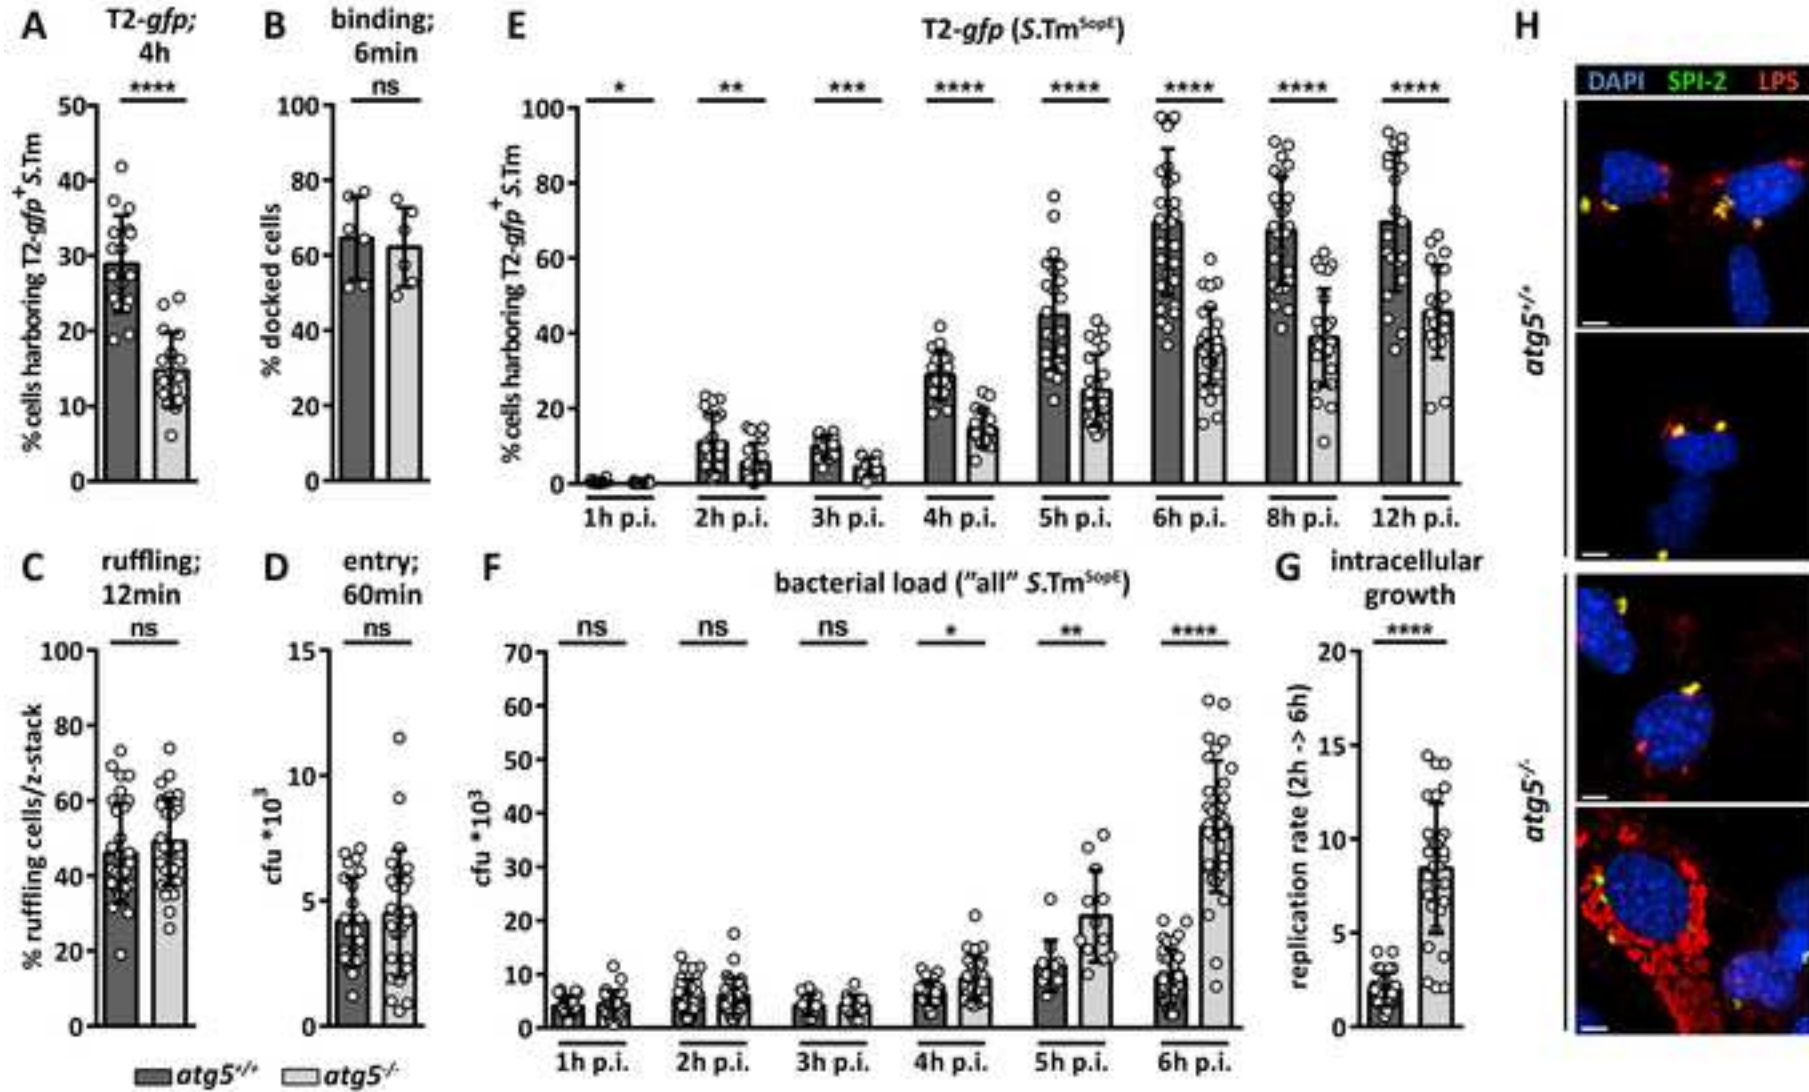 A
T2-gfp;
4h
****
% cells harboring T2-gfp⁺ S.Tm
50
40
30
20
10
0
B
binding;
6min
ns
% docked cells
100
80
60
40
20
0
E
T2-gfp (S.Tm^SopE)
* ** *** **** **** **** **** ****
% cells harboring T2-gfp⁺ S.Tm
100
80
60
40
20
0
1h p.i. 2h p.i. 3h p.i. 4h p.i. 5h p.i. 6h p.i. 8h p.i. 12h p.i.
H
DAPI SPI-2 LPS
atg5⁺/⁺
atg5⁻/⁻
C
ruffling;
12min
ns
% ruffling cells/z-stack
100
80
60
40
20
0
D
entry;
60min
ns
cfu *10³
15
10
5
0
F
bacterial load ("all" S.Tm^SopE)
ns ns ns * ** ****
cfu *10³
70
60
50
40
30
20
10
0
1h p.i. 2h p.i. 3h p.i. 4h p.i. 5h p.i. 6h p.i.
G
intracellular
growth
****
replication rate (2h -> 6h)
20
15
10
5
0
atg5⁺/⁺ atg5⁻/⁻